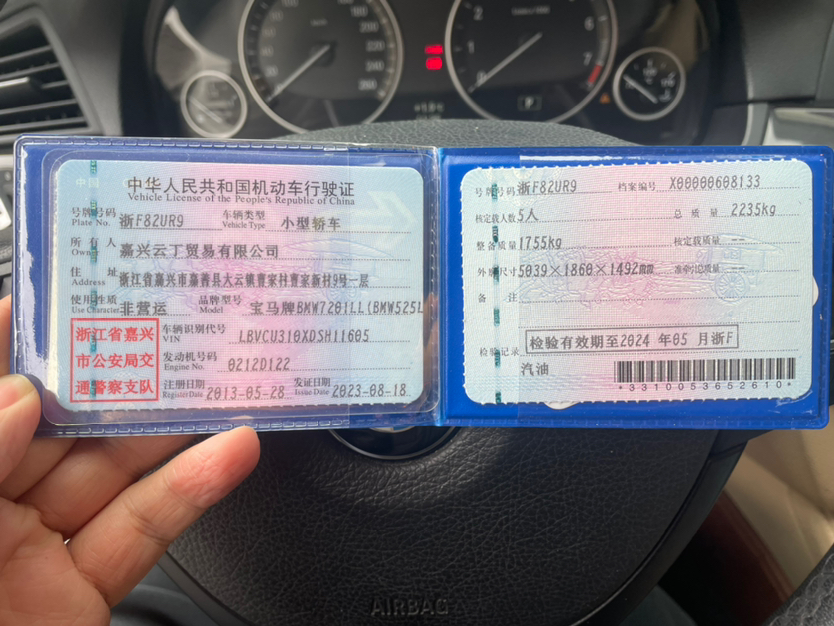 中华人民共和国机动车行驶证
Vehicle License of the People's Republic of China
号牌号码 Plate No. 浙F82UR9 车辆类型 Vehicle Type 小型轿车
所有人 Owner 嘉兴云丁贸易有限公司
住址 Address 浙江省嘉兴市嘉善县大云镇曹家村曹家新村9号一层
使用性质 Use Character 非营运 品牌型号 Model 宝马牌BMW7201LL(BMW525L
浙江省嘉兴
市公安局交
通警察支队
车辆识别代号 VIN LBVCU310XDSH11605
发动机号码 Engine No. 0212D122
注册日期 Register Date 2013-05-28 发证日期 Issue Date 2023-08-18
号牌号码 浙F82UR9 档案编号 X00000608133
核定载人数 5人 总质量 2235kg
整备质量 1755kg 核定载质量 --
外廓尺寸 5039×1860×1492mm 准牵引总质量 --
备注
检验记录 检验有效期至2024 年05 月浙F
汽油
*3310053652610*
AIRBAG